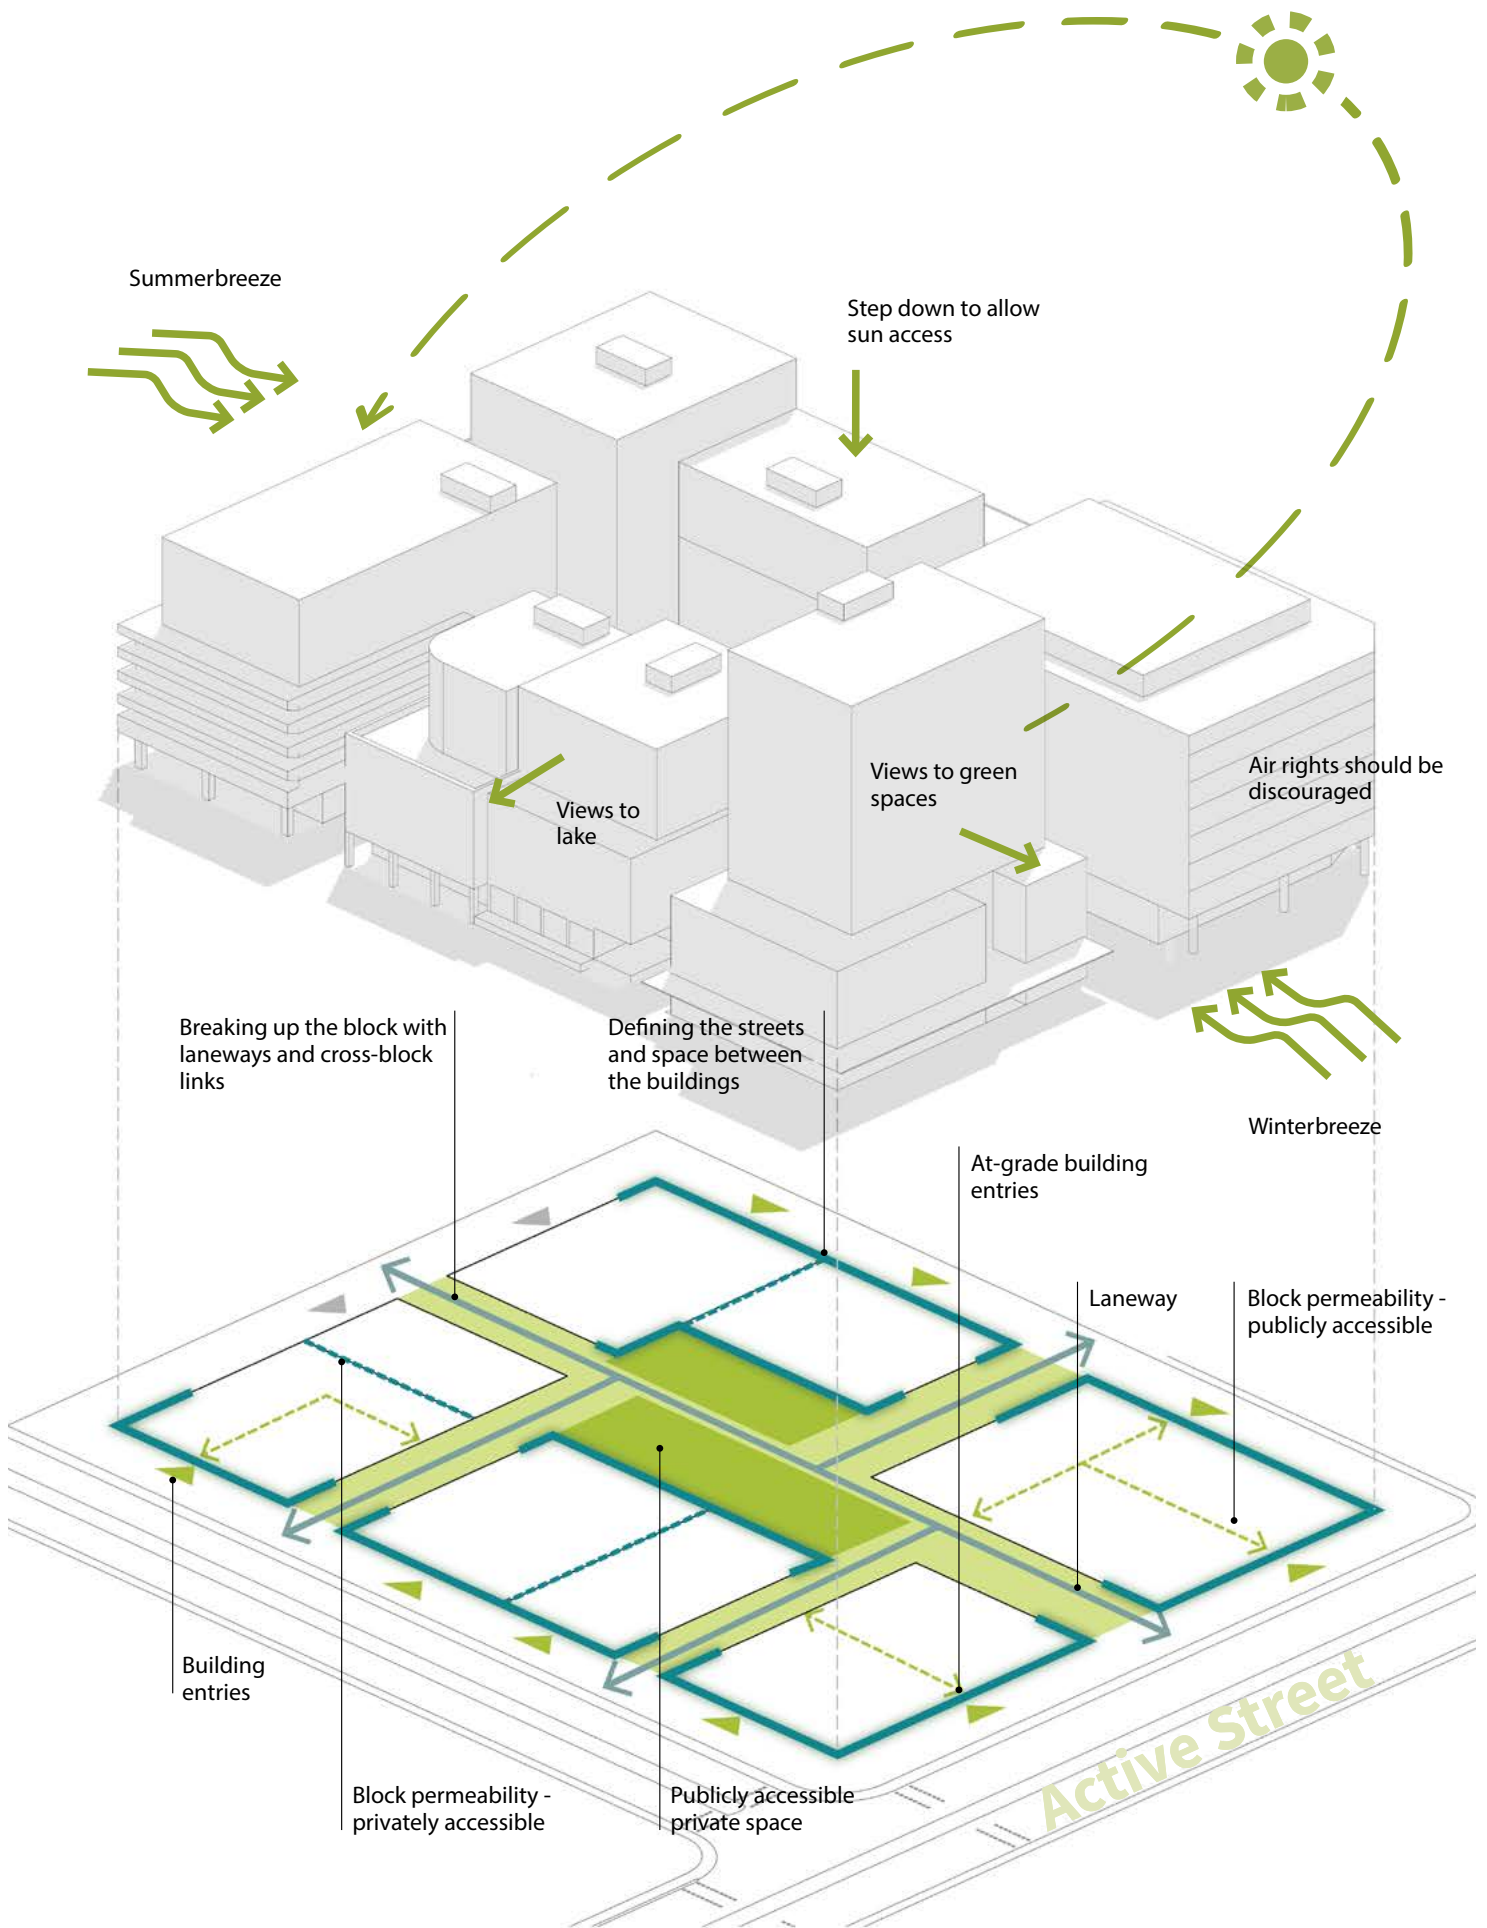 Summerbreeze
Step down to allow
sun access
Views to green
spaces
Air rights should be
discouraged
Views to
lake
Breaking up the block with
laneways and cross-block
links
Defining the streets
and space between
the buildings
Winterbreeze
At-grade building
entries
Laneway
Block permeability -
publicly accessible
Building
entries
Active Street
Block permeability -
privately accessible
Publicly accessible
private space